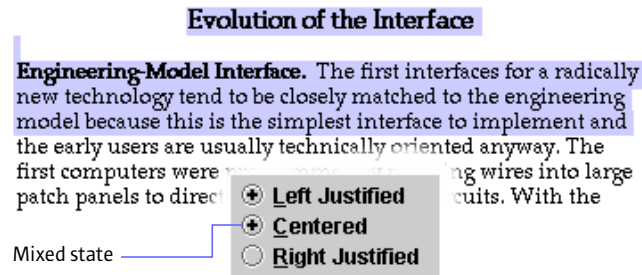 Evolution of the Interface
Engineering-Model Interface. The first interfaces for a radically
new technology tend to be closely matched to the engineering
model because this is the simplest interface to implement and
the early users are usually technically oriented anyway. The
first computers were ing wires into large
patch panels to direct cuits. With the
Left Justified
Centered
Right Justified
Mixed state